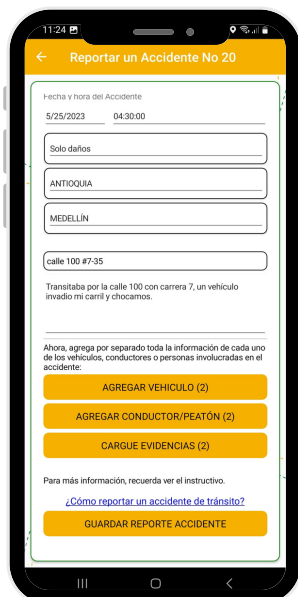 11:24
Reportar un Accidente No 20
Fecha y hora del Accidente
5/25/2023 04:30:00
Solo daños
ANTIOQUIA
MEDELLÍN
calle 100 #7-35
Transitaba por la calle 100 con carrera 7, un vehículo
invadio mi carril y chocamos.
Ahora, agrega por separado toda la información de cada uno
de los vehículos, conductores o personas involucradas en el
accidente:
AGREGAR VEHICULO (2)
AGREGAR CONDUCTOR/PEATÓN (2)
CARGUE EVIDENCIAS (2)
Para más información, recuerda ver el instructivo.
¿Cómo reportar un accidente de tránsito?
GUARDAR REPORTE ACCIDENTE